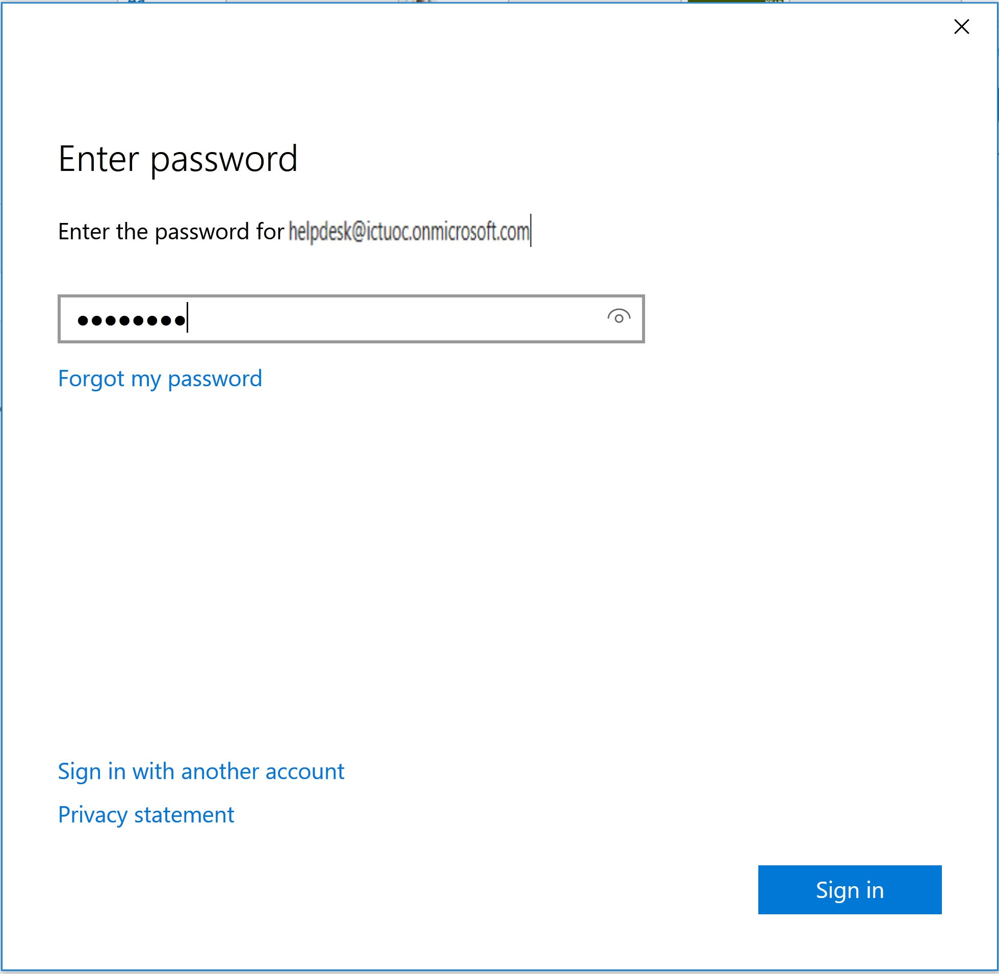 Enter password
Enter the password for helpdesk@ictuoc.onmicrosoft.com
●●●●●●●●
Forgot my password
Sign in with another account
Privacy statement
Sign in